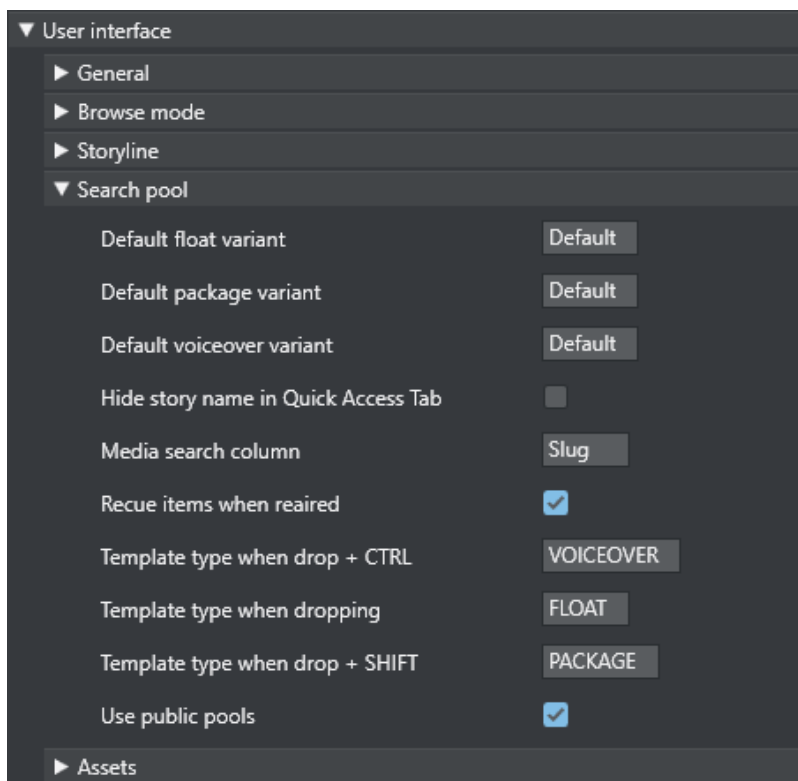 User interface
General
Browse mode
Storyline
Search pool
Default float variant Default
Default package variant Default
Default voiceover variant Default
Hide story name in Quick Access Tab
Media search column Slug
Recue items when reaired
Template type when drop + CTRL VOICEOVER
Template type when dropping FLOAT
Template type when drop + SHIFT PACKAGE
Use public pools
Assets